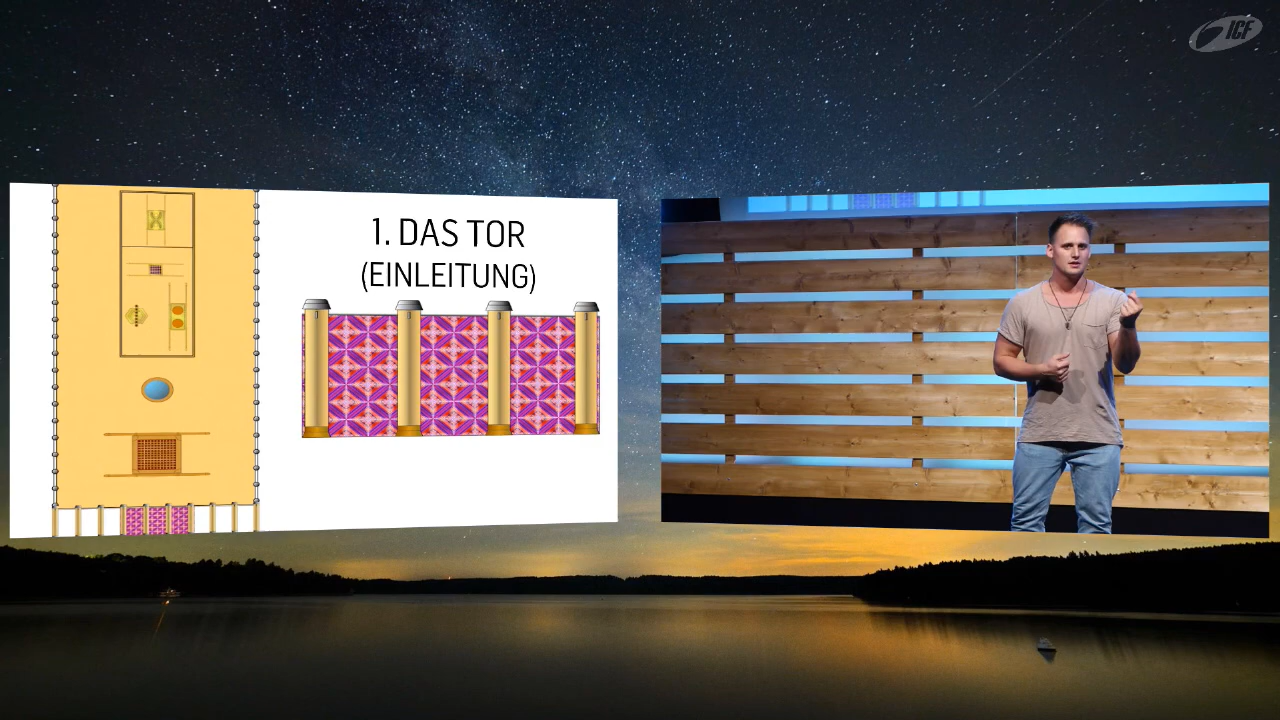 ICF
1. DAS TOR
(EINLEITUNG)